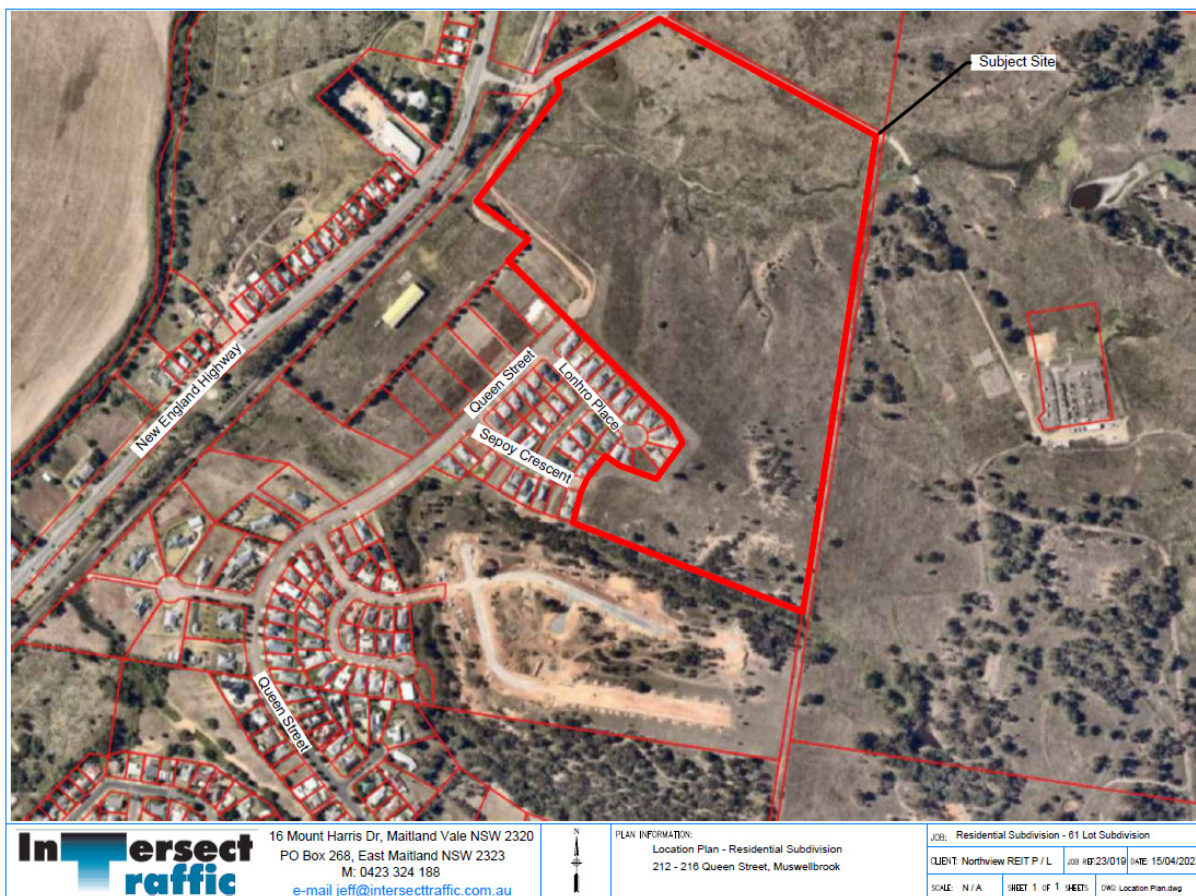 Subject Site
New England Highway
Queen Street
Lonhro Place
Sepoy Crescent
Queen Street
Intersect
traffic
16 Mount Harris Dr, Maitland Vale NSW 2320
PO Box 268, East Maitland NSW 2323
M: 0423 324 188
e-mail jeff@intersecttraffic.com.au
N
PLAN INFORMATION:
Location Plan - Residential Subdivision
212 - 216 Queen Street, Muswellbrook
JOB: Residential Subdivision - 61 Lot Subdivision
CLIENT: Northview REIT P / L JOB REF: 23/019 DATE: 15/04/202
SCALE: N / A SHEET 1 OF 1 SHEETS DWG: Location Plan.dwg